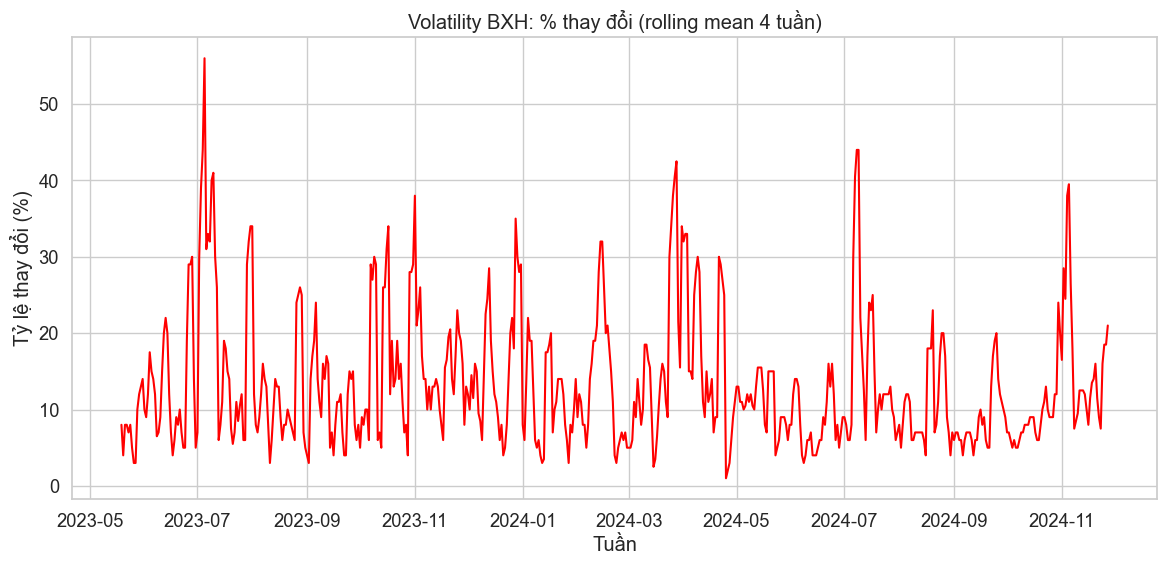 Volatility BXH: % thay đổi (rolling mean 4 tuần)
Tỷ lệ thay đổi (%)
50
40
30
20
10
0
2023-05 2023-07 2023-09 2023-11 2024-01 2024-03 2024-05 2024-07 2024-09 2024-11
Tuần